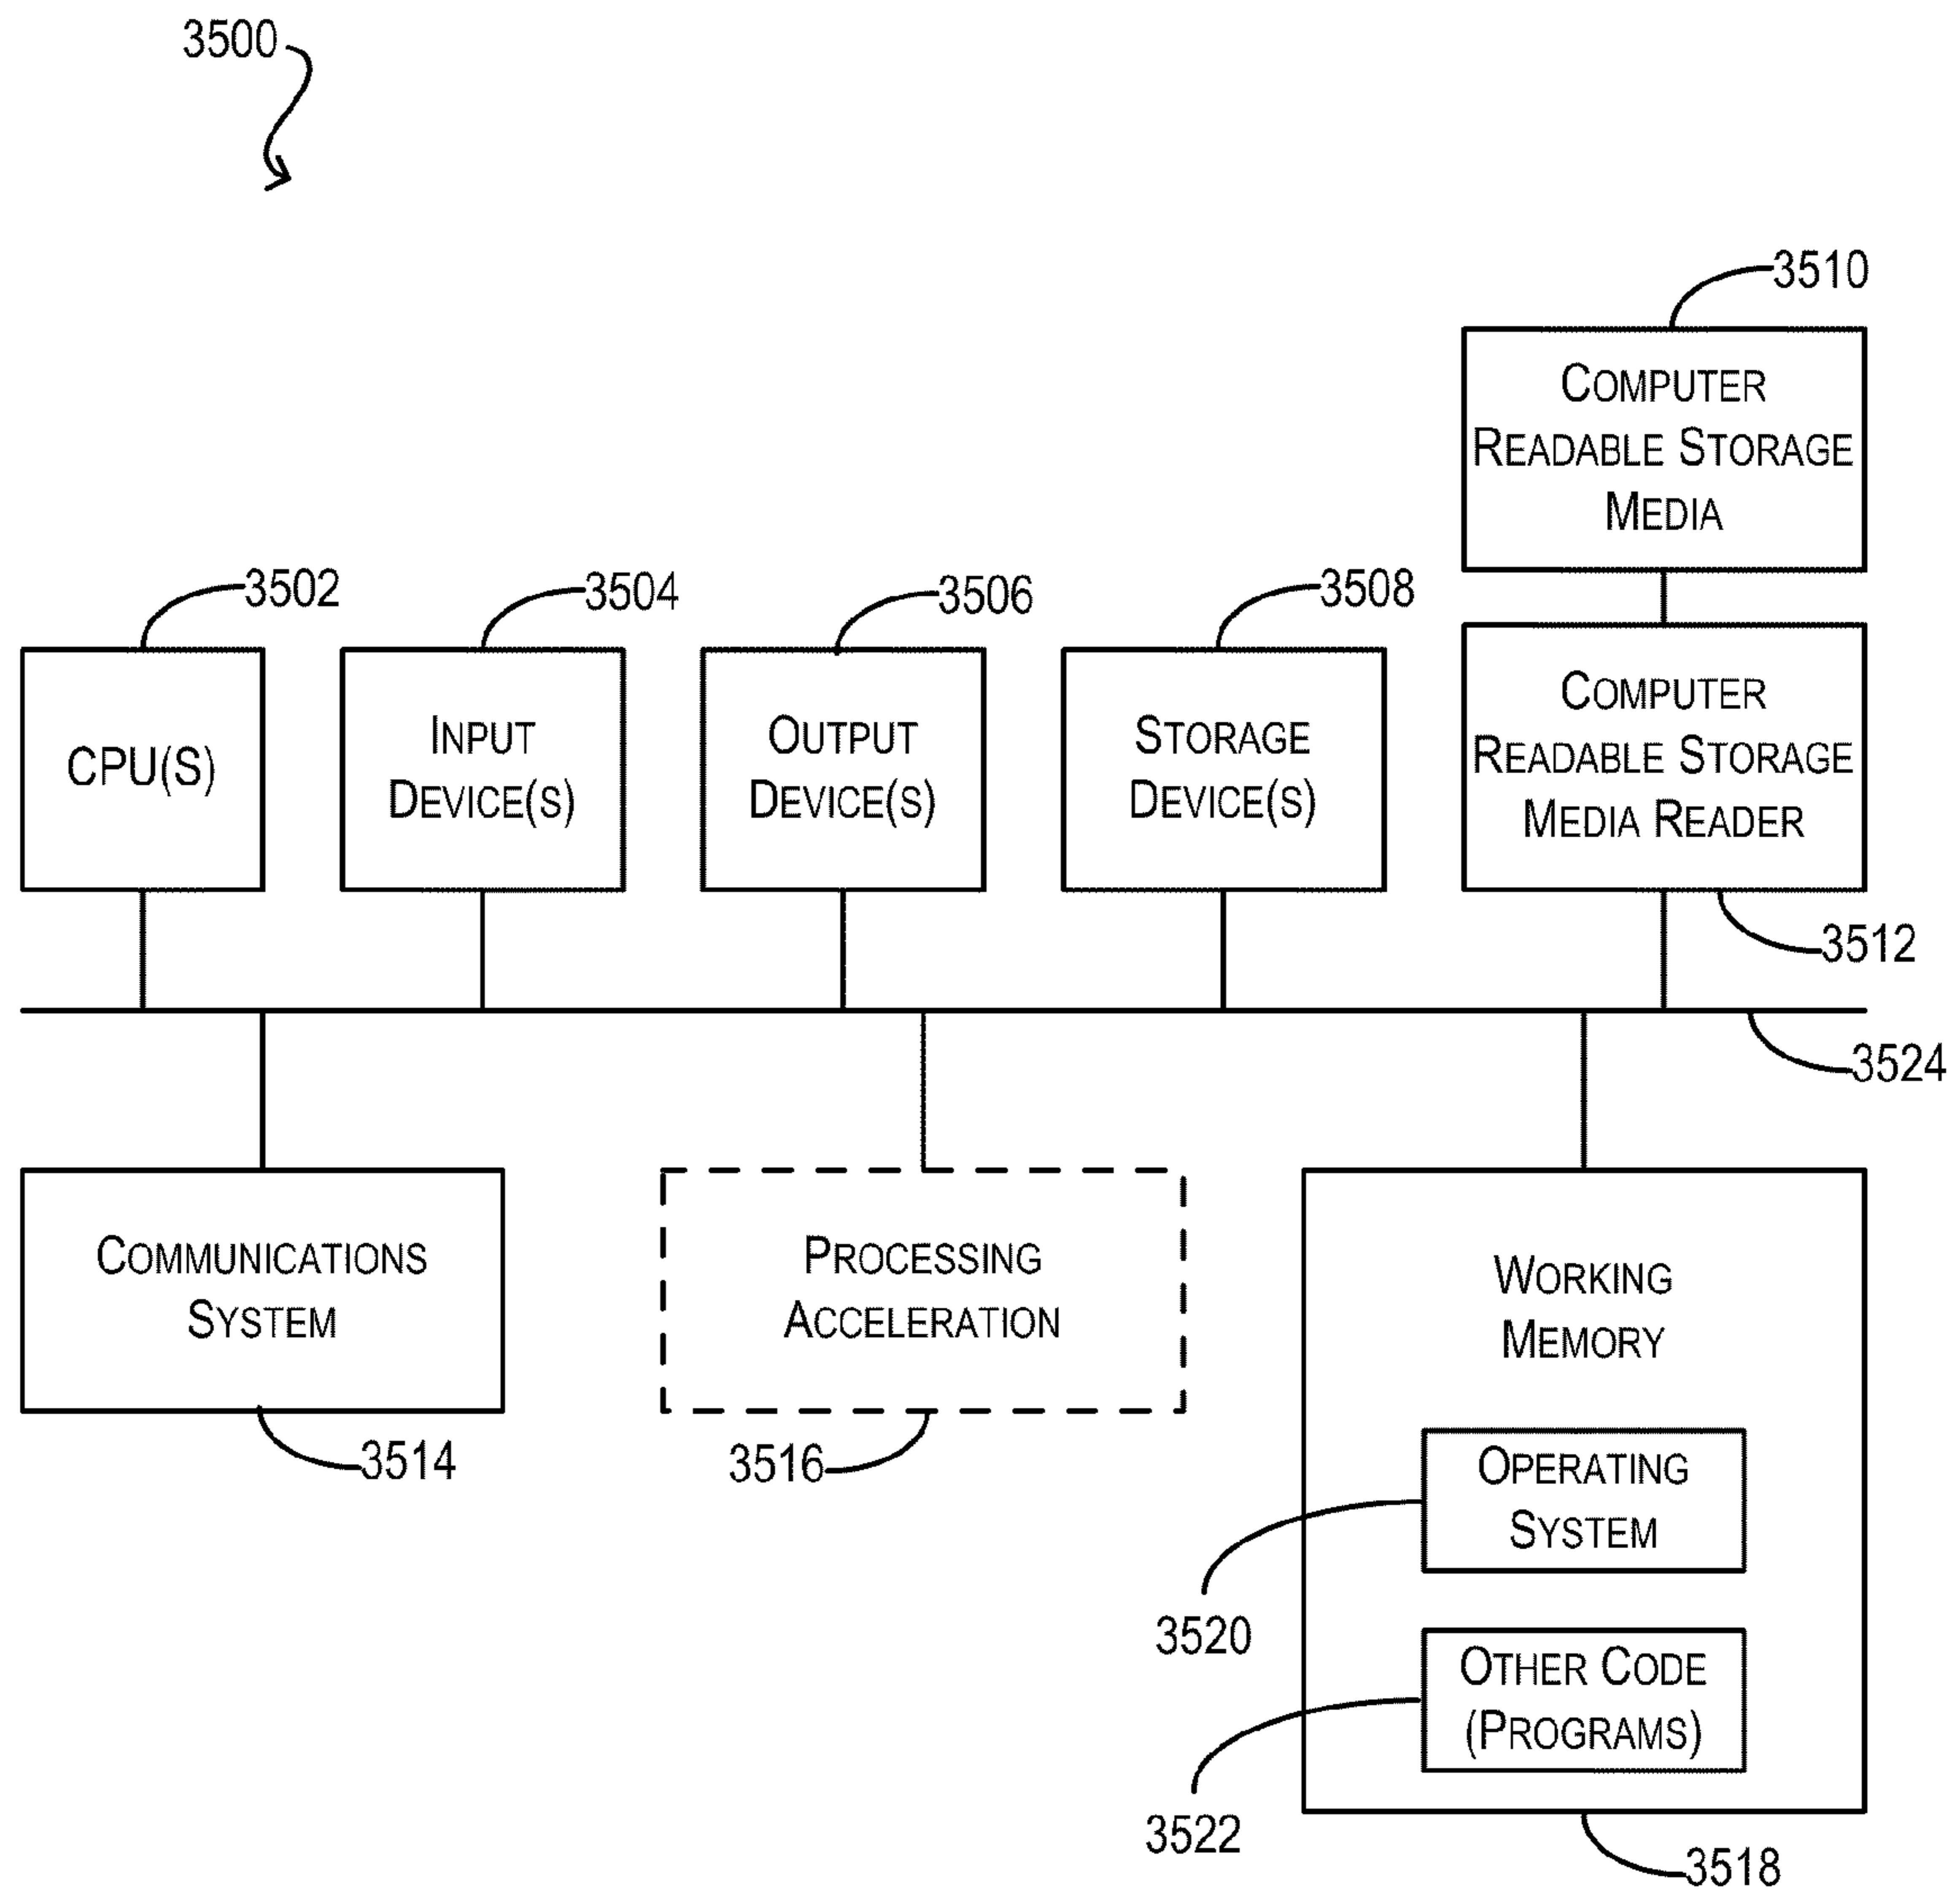 3500
3510
COMPUTER
READABLE STORAGE
MEDIA
3502
3504
3506
3508
CPU(S)
INPUT
DEVICE(S)
OUTPUT
DEVICE(S)
STORAGE
DEVICE(S)
COMPUTER
READABLE STORAGE
MEDIA READER
3512
3524
COMMUNICATIONS
SYSTEM
3514
PROCESSING
ACCELERATION
3516
WORKING
MEMORY
OPERATING
SYSTEM
3520
OTHER CODE
(PROGRAMS)
3522
3518